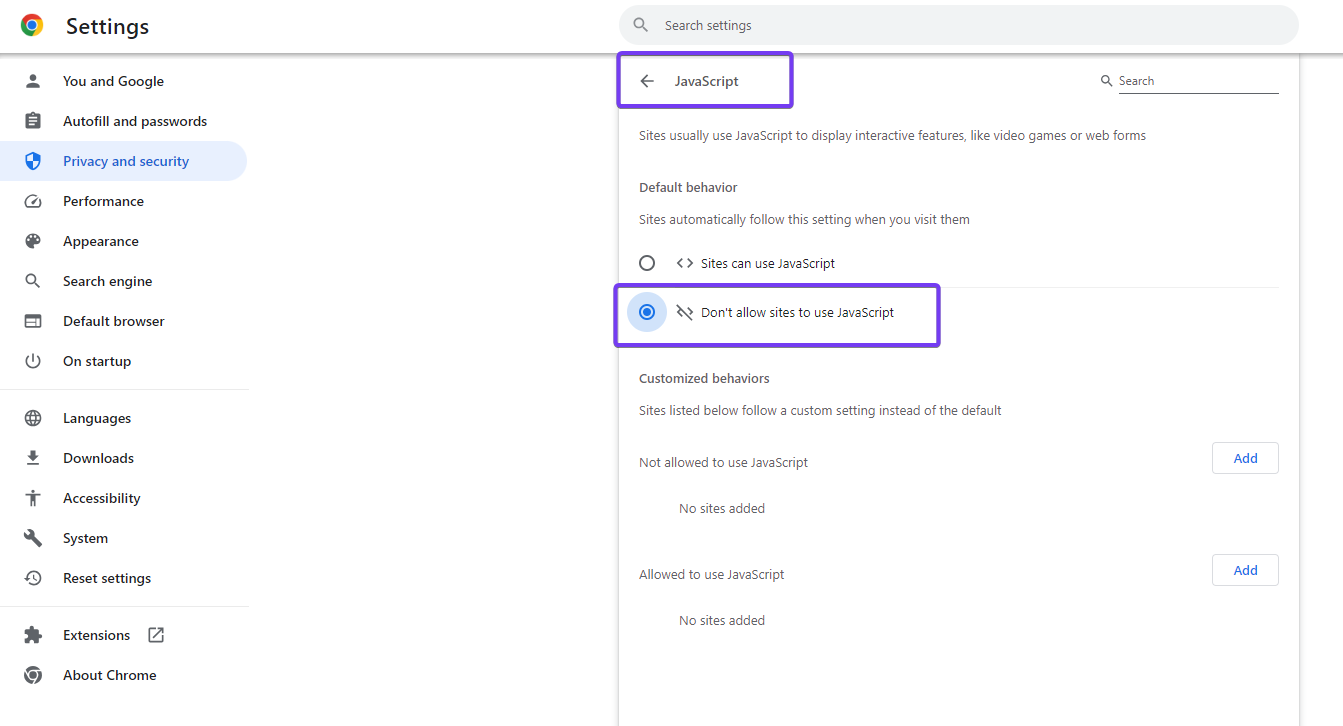 Settings
Search settings
You and Google
Autofill and passwords
Privacy and security
Performance
Appearance
Search engine
Default browser
On startup
Languages
Downloads
Accessibility
System
Reset settings
Extensions
About Chrome
JavaScript
Search
Sites usually use JavaScript to display interactive features, like video games or web forms
Default behavior
Sites automatically follow this setting when you visit them
Sites can use JavaScript
Don't allow sites to use JavaScript
Customized behaviors
Sites listed below follow a custom setting instead of the default
Not allowed to use JavaScript
Add
No sites added
Allowed to use JavaScript
Add
No sites added